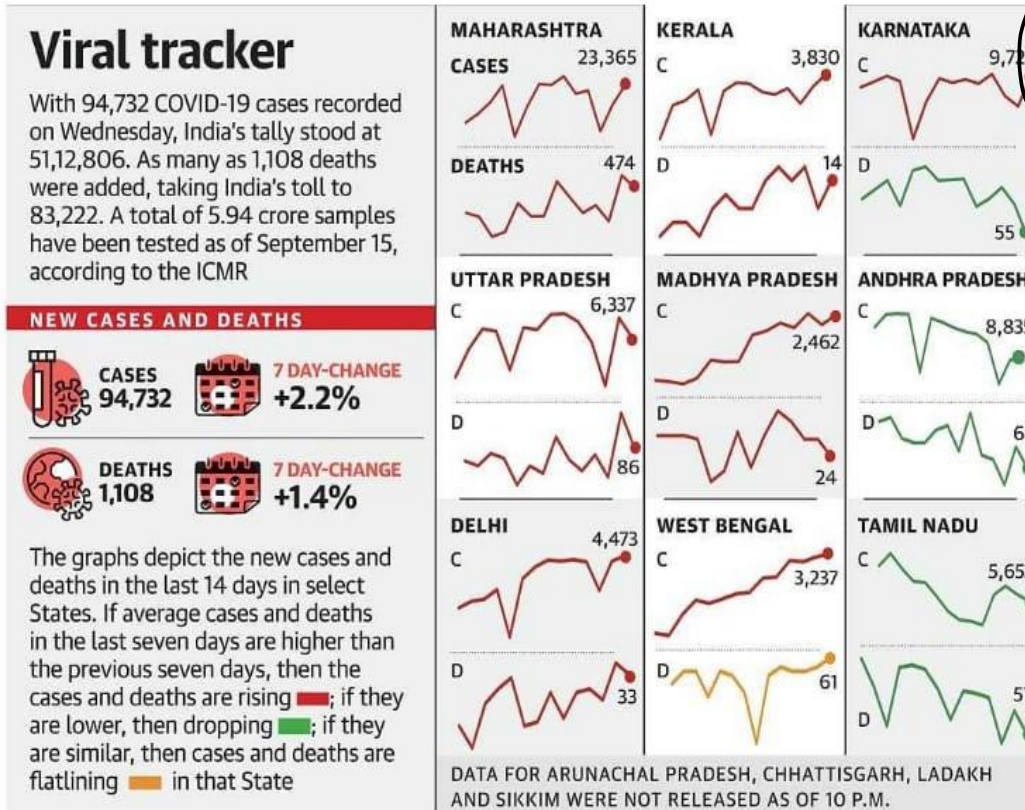 Viral tracker
With 94,732 COVID-19 cases recorded
on Wednesday, India's tally stood at
51,12,806. As many as 1,108 deaths
were added, taking India's toll to
83,222. A total of 5.94 crore samples
have been tested as of September 15,
according to the ICMR
NEW CASES AND DEATHS
CASES
94,732
7 DAY-CHANGE
+2.2%
DEATHS
1,108
7 DAY-CHANGE
+1.4%
The graphs depict the new cases and
deaths in the last 14 days in select
States. If average cases and deaths
in the last seven days are higher than
the previous seven days, then the
cases and deaths are rising ; if they
are lower, then dropping ; if they
are similar, then cases and deaths are
flatlining in that State
MAHARASHTRA
CASES
23,365
DEATHS
474
KERALA
C
3,830
D
14
KARNATAKA
C
D
55
UTTAR PRADESH
C
6,337
D
86
MADHYA PRADESH
C
2,462
D
24
ANDHRA PRADESH
C
8,835
D
DELHI
C
4,473
D
33
WEST BENGAL
C
3,237
D
61
TAMIL NADU
C
D
DATA FOR ARUNACHAL PRADESH, CHHATTISGARH, LADAKH
AND SIKKIM WERE NOT RELEASED AS OF 10 P.M.